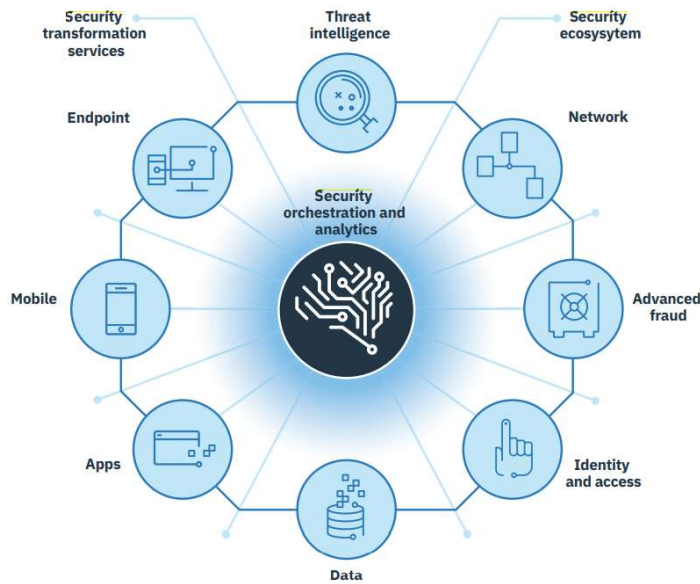 Security
transformation
services
Threat
intelligence
Security
ecosysytem
Endpoint
Network
Security
orchestration and
analytics
Mobile
Advanced
fraud
Apps
Identity
and access
Data